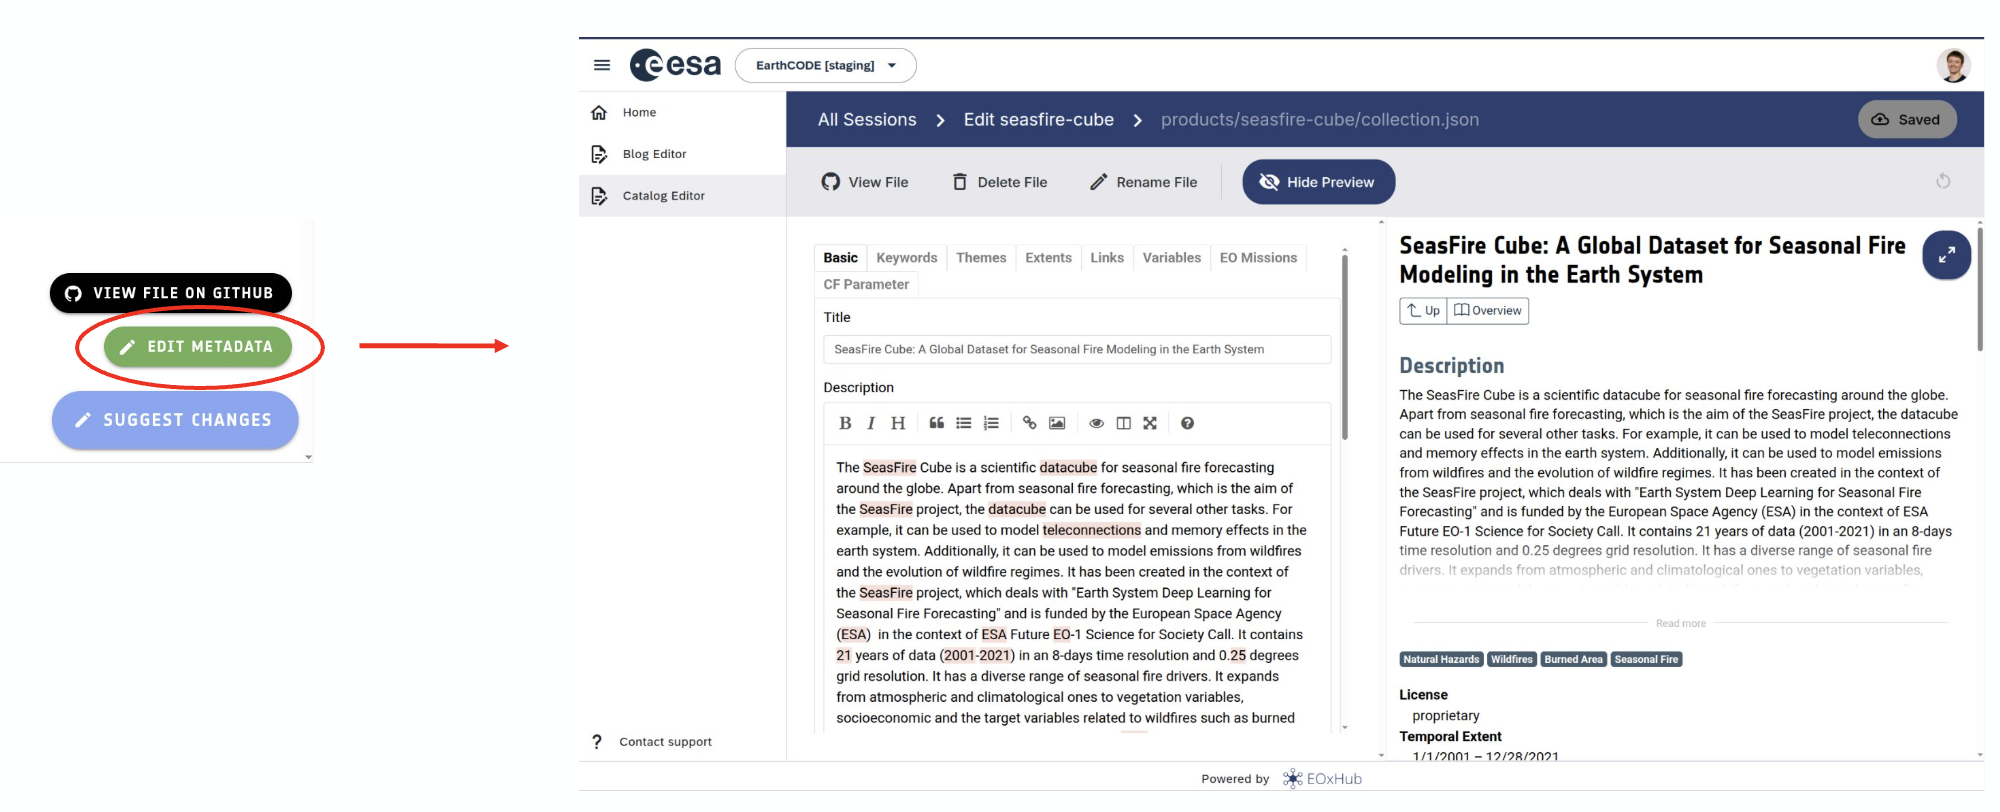 VIEW FILE ON GITHUB
EDIT METADATA
SUGGEST CHANGES
eesa
EarthCODE [staging]
Home
Blog Editor
Catalog Editor
Contact support
All Sessions > Edit seasfire-cube > products/seasfire-cube/collection.json
Saved
View File Delete File Rename File Hide Preview
Basic Keywords Themes Extents Links Variables EO Missions
CF Parameter
Title
SeasFire Cube: A Global Dataset for Seasonal Fire Modeling in the Earth System
Description
B I H
The SeasFire Cube is a scientific datacube for seasonal fire forecasting
around the globe. Apart from seasonal fire forecasting, which is the aim of
the SeasFire project, the datacube can be used for several other tasks. For
example, it can be used to model teleconnections and memory effects in the
earth system. Additionally, it can be used to model emissions from wildfires
and the evolution of wildfire regimes. It has been created in the context of
the SeasFire project, which deals with "Earth System Deep Learning for
Seasonal Fire Forecasting" and is funded by the European Space Agency
(ESA) in the context of ESA Future EO-1 Science for Society Call. It contains
21 years of data (2001-2021) in an 8-days time resolution and 0.25 degrees
grid resolution. It has a diverse range of seasonal fire drivers. It expands
from atmospheric and climatological ones to vegetation variables,
socioeconomic and the target variables related to wildfires such as burned
SeasFire Cube: A Global Dataset for Seasonal Fire
Modeling in the Earth System
Up Overview
Description
The SeasFire Cube is a scientific datacube for seasonal fire forecasting around the globe.
Apart from seasonal fire forecasting, which is the aim of the SeasFire project, the datacube
can be used for several other tasks. For example, it can be used to model teleconnections
and memory effects in the earth system. Additionally, it can be used to model emissions
from wildfires and the evolution of wildfire regimes. It has been created in the context of
the SeasFire project, which deals with "Earth System Deep Learning for Seasonal Fire
Forecasting" and is funded by the European Space Agency (ESA) in the context of ESA
Future EO-1 Science for Society Call. It contains 21 years of data (2001-2021) in an 8-days
time resolution and 0.25 degrees grid resolution. It has a diverse range of seasonal fire
drivers. It expands from atmospheric and climatological ones to vegetation variables,
Read more
Natural Hazards Wildfires Burned Area Seasonal Fire
License
proprietary
Temporal Extent
1/1/2001 – 12/28/2021
Powered by EOxHub